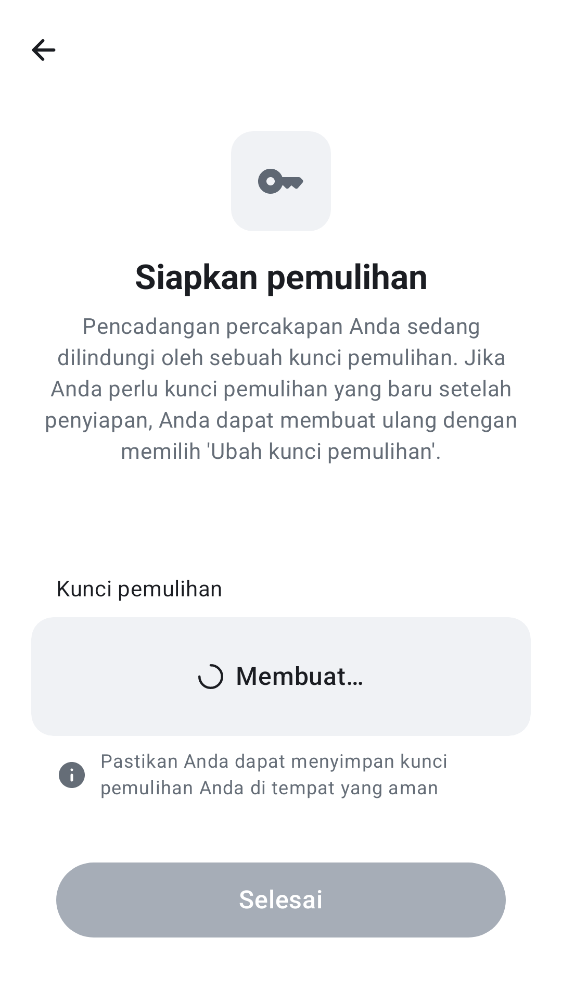 Siapkan pemulihan
Pencadangan percakapan Anda sedang
dilindungi oleh sebuah kunci pemulihan. Jika
Anda perlu kunci pemulihan yang baru setelah
penyiapan, Anda dapat membuat ulang dengan
memilih 'Ubah kunci pemulihan'.
Kunci pemulihan
Membuat…
Pastikan Anda dapat menyimpan kunci
pemulihan Anda di tempat yang aman
Selesai